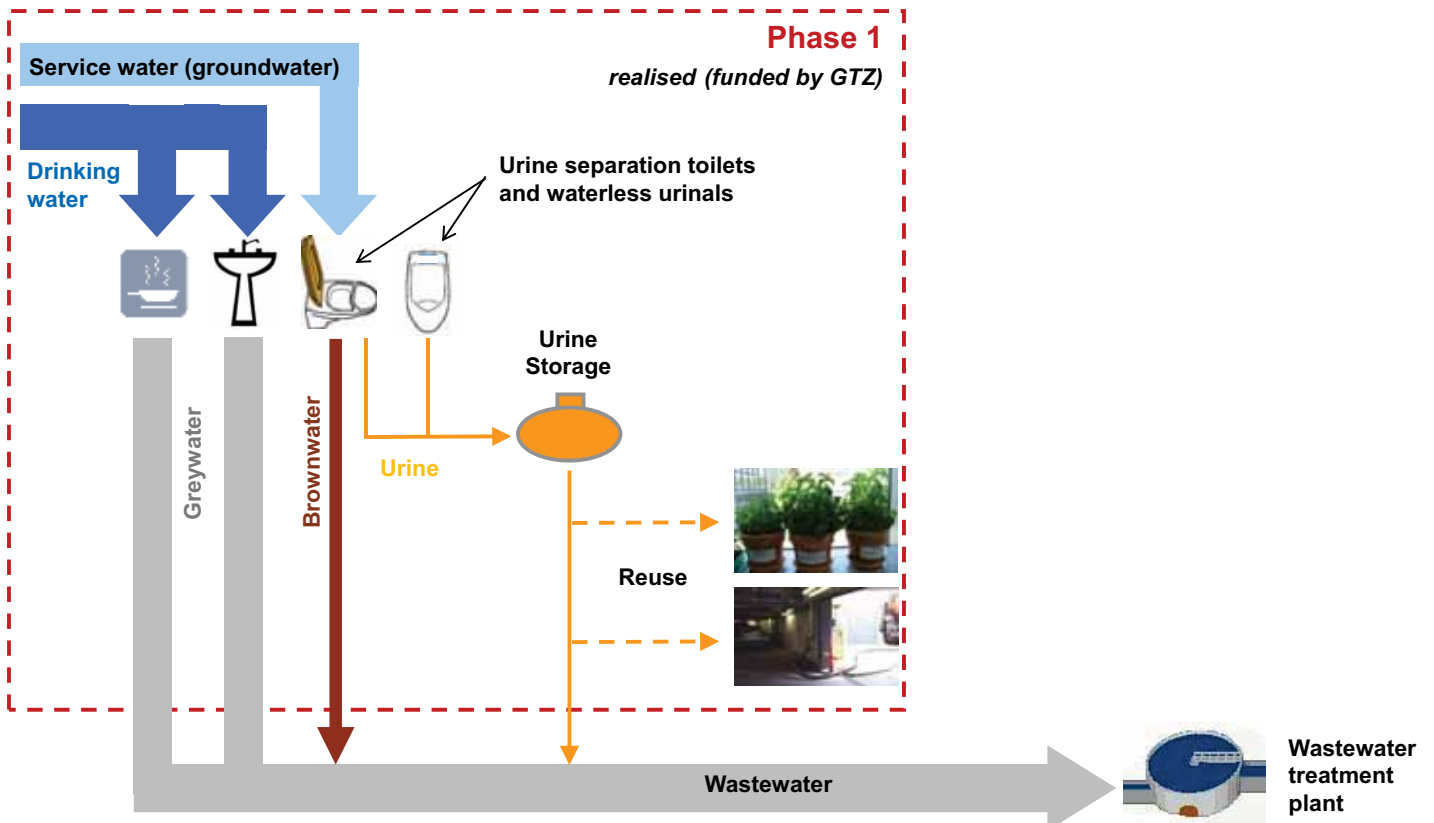 Phase 1
realised (funded by GTZ)
Service water (groundwater)
Drinking
water
Urine separation toilets
and waterless urinals
Urine
Storage
Greywater
Brownwater
Urine
Reuse
Wastewater
Wastewater
treatment
plant